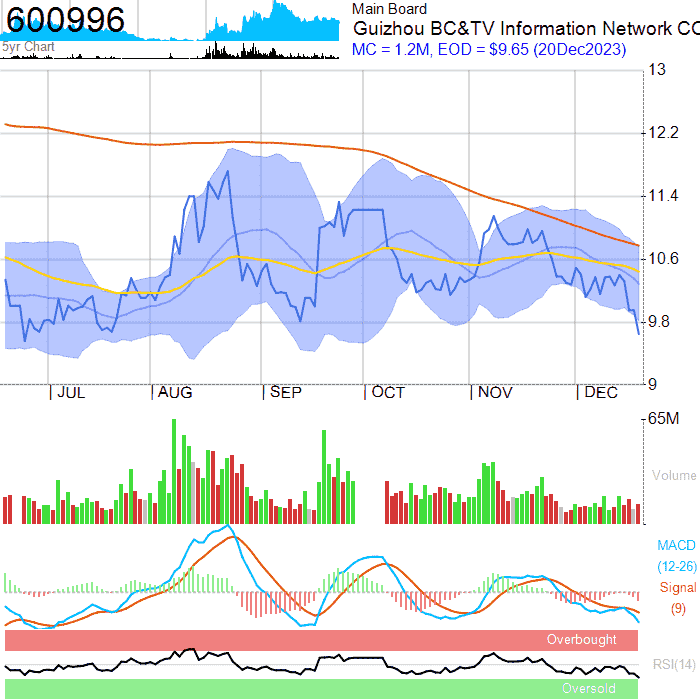 600996
5yr Chart
Main Board
Guizhou BC&TV Information Network CO
MC = 1.2M, EOD = $9.65 (20Dec2023)
13
12.2
11.4
10.6
9.8
9
JUL AUG SEP OCT NOV DEC
65M
Volume
MACD
(12-26)
Signal
(9)
Overbought
RSI(14)
Oversold